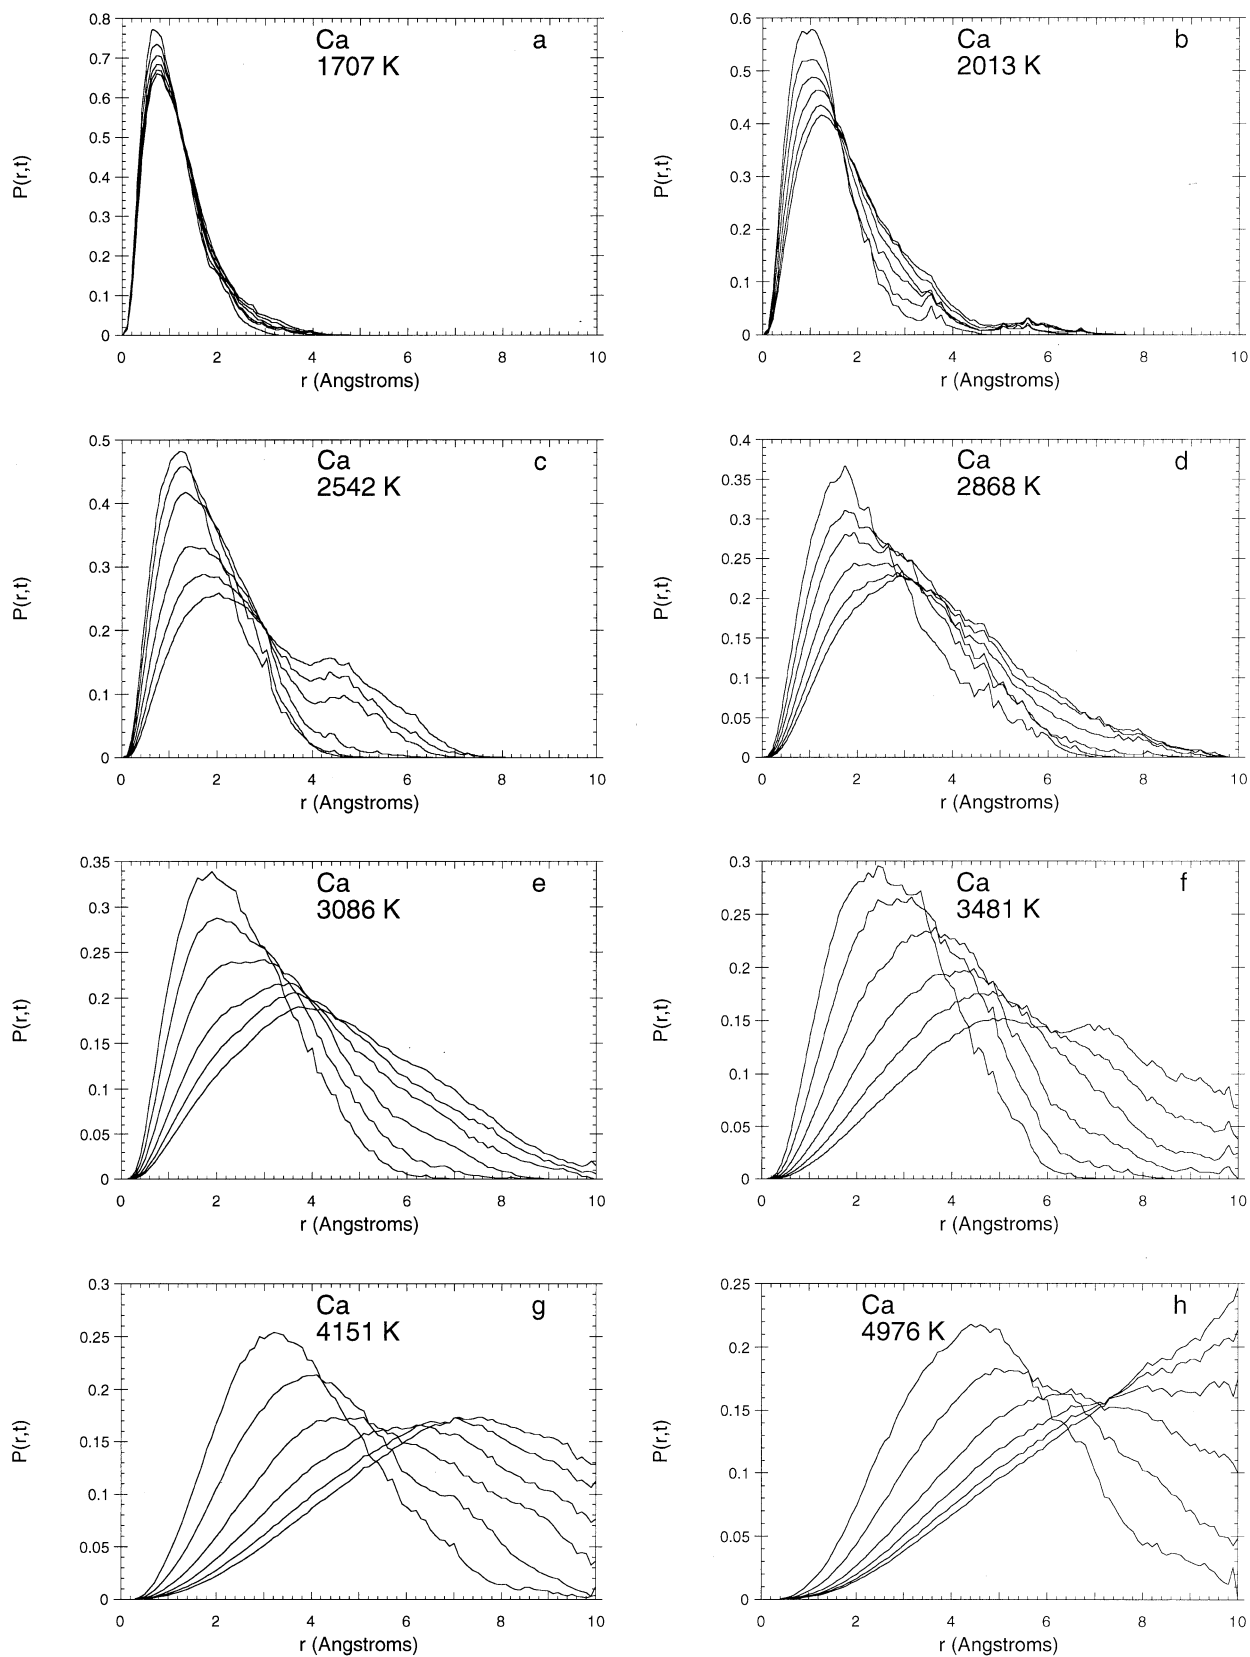 Ca a
1707 K
0.8
0.7
0.6
0.5
0.4
0.3
0.2
0.1
0
P(r,t)
0 2 4 6 8 10
r (Angstroms)
Ca b
2013 K
0.6
0.5
0.4
0.3
0.2
0.1
0
P(r,t)
0 2 4 6 8 10
r (Angstroms)
Ca c
2542 K
0.5
0.4
0.3
0.2
0.1
0
P(r,t)
0 2 4 6 8 10
r (Angstroms)
Ca d
2868 K
0.4
0.35
0.3
0.25
0.2
0.15
0.1
0.05
0
P(r,t)
0 2 4 6 8 10
r (Angstroms)
Ca e
3086 K
0.35
0.3
0.25
0.2
0.15
0.1
0.05
0
P(r,t)
0 2 4 6 8 10
r (Angstroms)
Ca f
3481 K
0.3
0.25
0.2
0.15
0.1
0.05
0
P(r,t)
0 2 4 6 8 10
r (Angstroms)
Ca g
4151 K
0.3
0.25
0.2
0.15
0.1
0.05
0
P(r,t)
0 2 4 6 8 10
r (Angstroms)
Ca h
4976 K
0.25
0.2
0.15
0.1
0.05
0
P(r,t)
0 2 4 6 8 10
r (Angstroms)